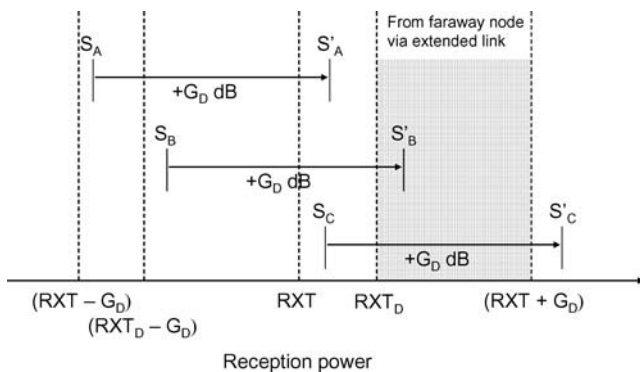 From faraway node
via extended link
S_A
S'_A
+G_D dB
S_B
S'_B
+G_D dB
S_C
S'_C
+G_D dB
(RXT – G_D)
RXT
RXT_D
(RXT + G_D)
(RXT_D – G_D)
Reception power